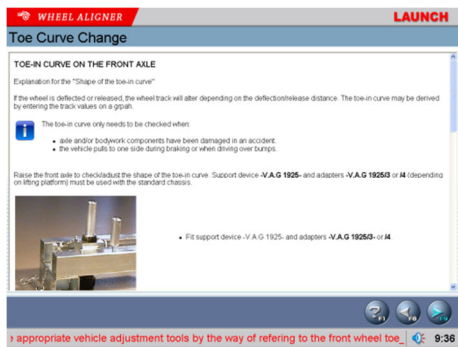 WHEEL ALIGNER
LAUNCH
Toe Curve Change
TOE-IN CURVE ON THE FRONT AXLE
Explanation for the "Shape of the toe-in curve"
If the wheel is deflected or released, the wheel track will alter depending on the deflection/release distance. The toe-in curve may be derived
by entering the track values on a grpah.
The toe-in curve only needs to be checked when:
• axle and/or bodywork components have been damaged in an accident.
• the vehicle pulls to one side during braking or when driving over bumps.
Raise the front axle to check/adjust the shape of the toe-in curve. Support device -V.A.G 1925- and adapters -V.A.G 1925/3 or /4 (depending
on lifting platform) must be used with the standard chassis.
• Fit support device -V.A.G 1925- and adapters -V.A.G 1925/3- or /4.
F1
F8
appropriate vehicle adjustment tools by the way of refering to the front wheel toe_
9:36